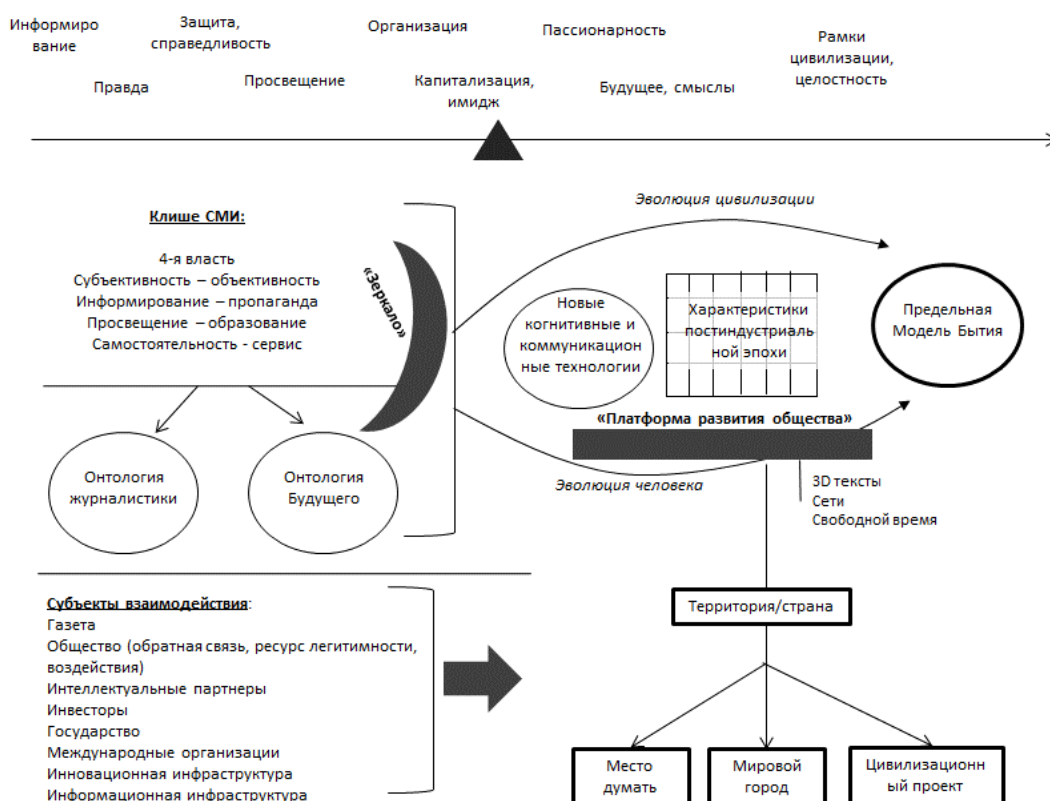 Информиро
вание
Защита,
справедливость
Организация
Пассионарность
Рамки
цивилизации,
целостность
Правда
Просвещение
Капитализация,
имидж
Будущее, смыслы
Клише СМИ:
4-я власть
Субъективность – объективность
Информирование – пропаганда
Просвещение – образование
Самостоятельность - сервис
«Зеркало»
Онтология
журналистики
Онтология
Будущего
Эволюция цивилизации
Новые
когнитивные и
коммуникацион
ные технологии
Характеристики
постиндустриаль
ной эпохи
Предельная
Модель Бытия
«Платформа развития общества»
Эволюция человека
3D тексты
Сети
Свободной время
Субъекты взаимодействия:
Газета
Общество (обратная связь, ресурс легитимности,
воздействия)
Интеллектуальные партнеры
Инвесторы
Государство
Международные организации
Инновационная инфраструктура
Информационная инфраструктура
Территория/страна
Место
думать
Мировой
город
Цивилизационн
ый проект